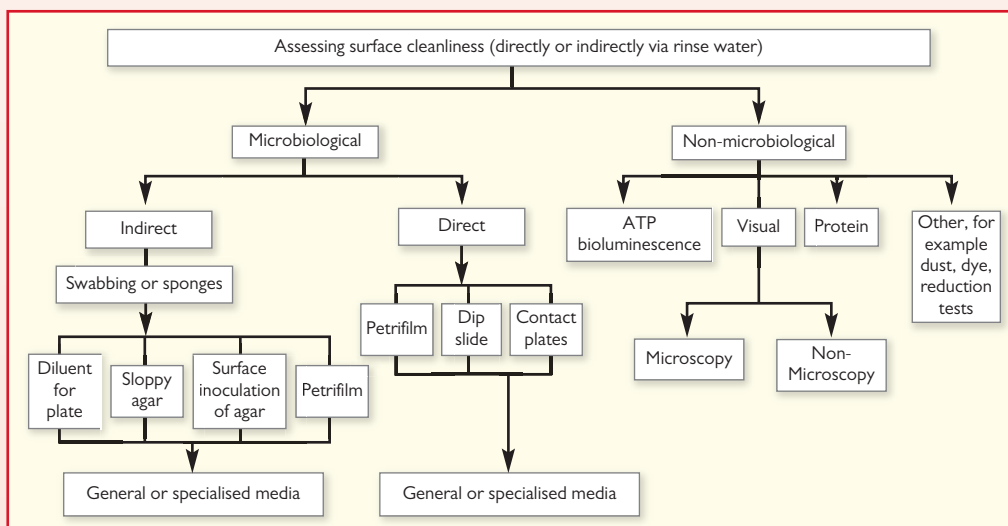 Assessing surface cleanliness (directly or indirectly via rinse water)
Microbiological
Non-microbiological
Indirect
Direct
ATP
bioluminescence
Visual
Protein
Other, for
example
dust, dye,
reduction
tests
Swabbing or sponges
Petrifilm
Dip
slide
Contact
plates
Microscopy
Non-
Microscopy
Diluent
for
plate
Sloppy
agar
Surface
inoculation
of agar
Petrifilm
General or specialised media
General or specialised media